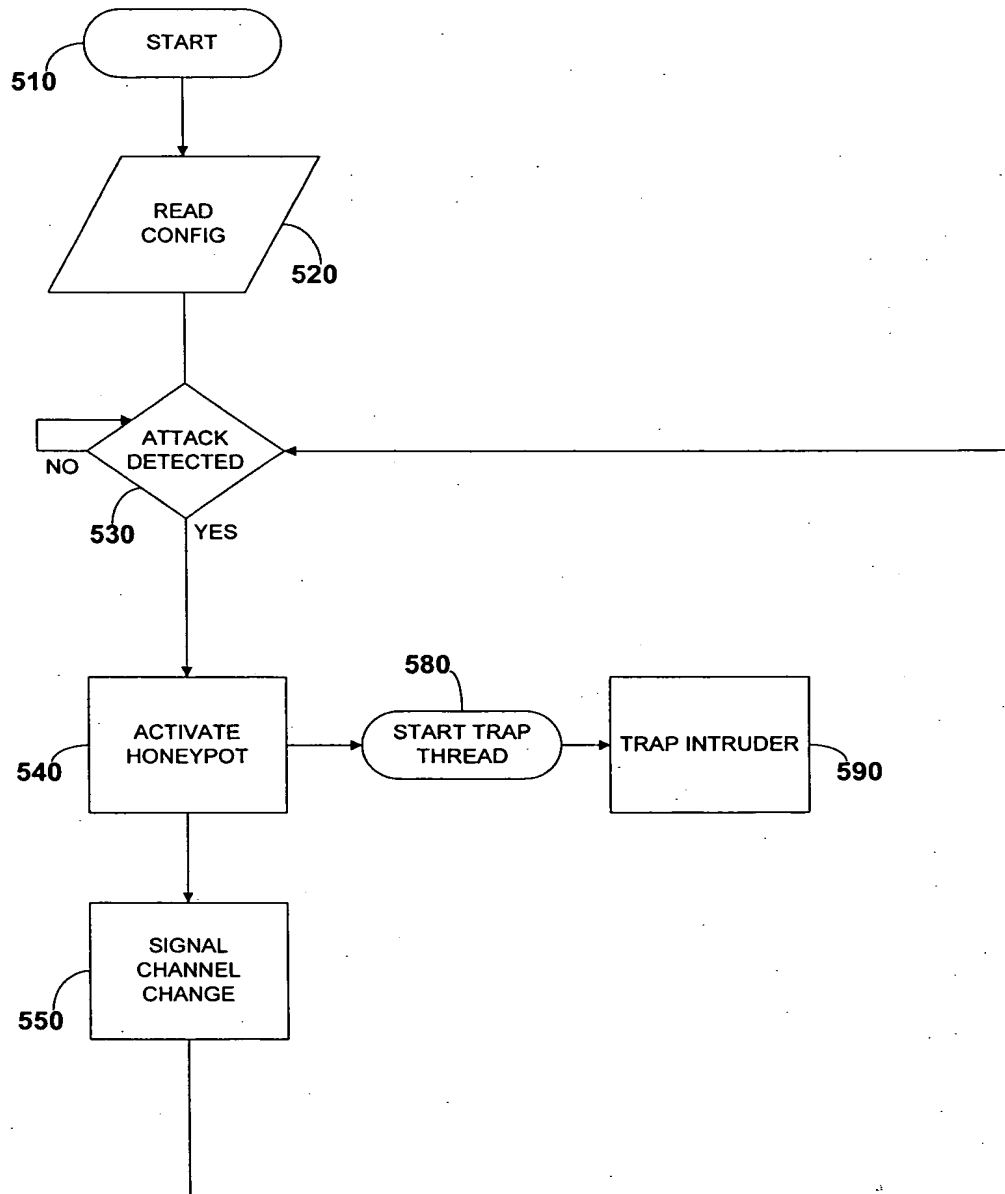 START
510
READ
CONFIG
520
ATTACK
DETECTED
NO
530
YES
580
ACTIVATE
HONEYPOT
START TRAP
THREAD
TRAP INTRUDER
540
590
SIGNAL
CHANNEL
CHANGE
550